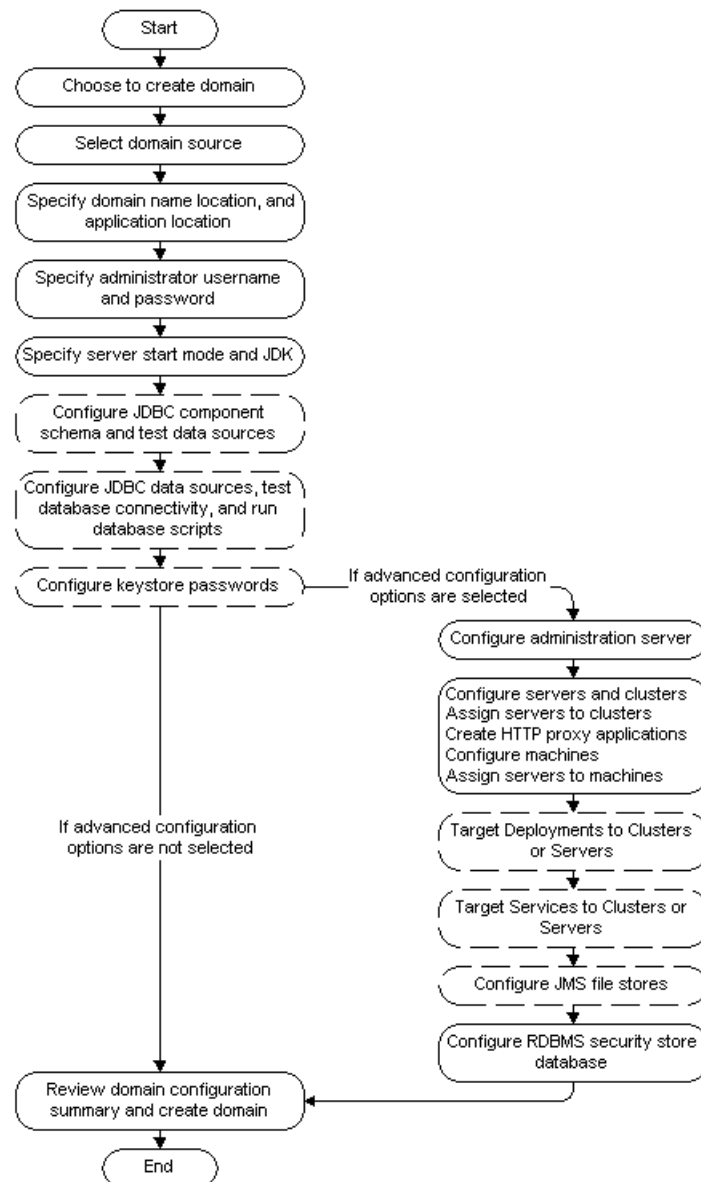 Start
Choose to create domain
Select domain source
Specify domain name location, and
application location
Specify administrator username
and password
Specify server start mode and JDK
Configure JDBC component
schema and test data sources
Configure JDBC data sources, test
database connectivity, and run
database scripts
Configure keystore passwords
If advanced configuration
options are selected
Configure administration server
Configure servers and clusters
Assign servers to clusters
Create HTTP proxy applications
Configure machines
Assign servers to machines
If advanced configuration
options are not selected
Target Deployments to Clusters
or Servers
Target Services to Clusters or
Servers
Configure JMS file stores
Configure RDBMS security store
database
Review domain configuration
summary and create domain
End